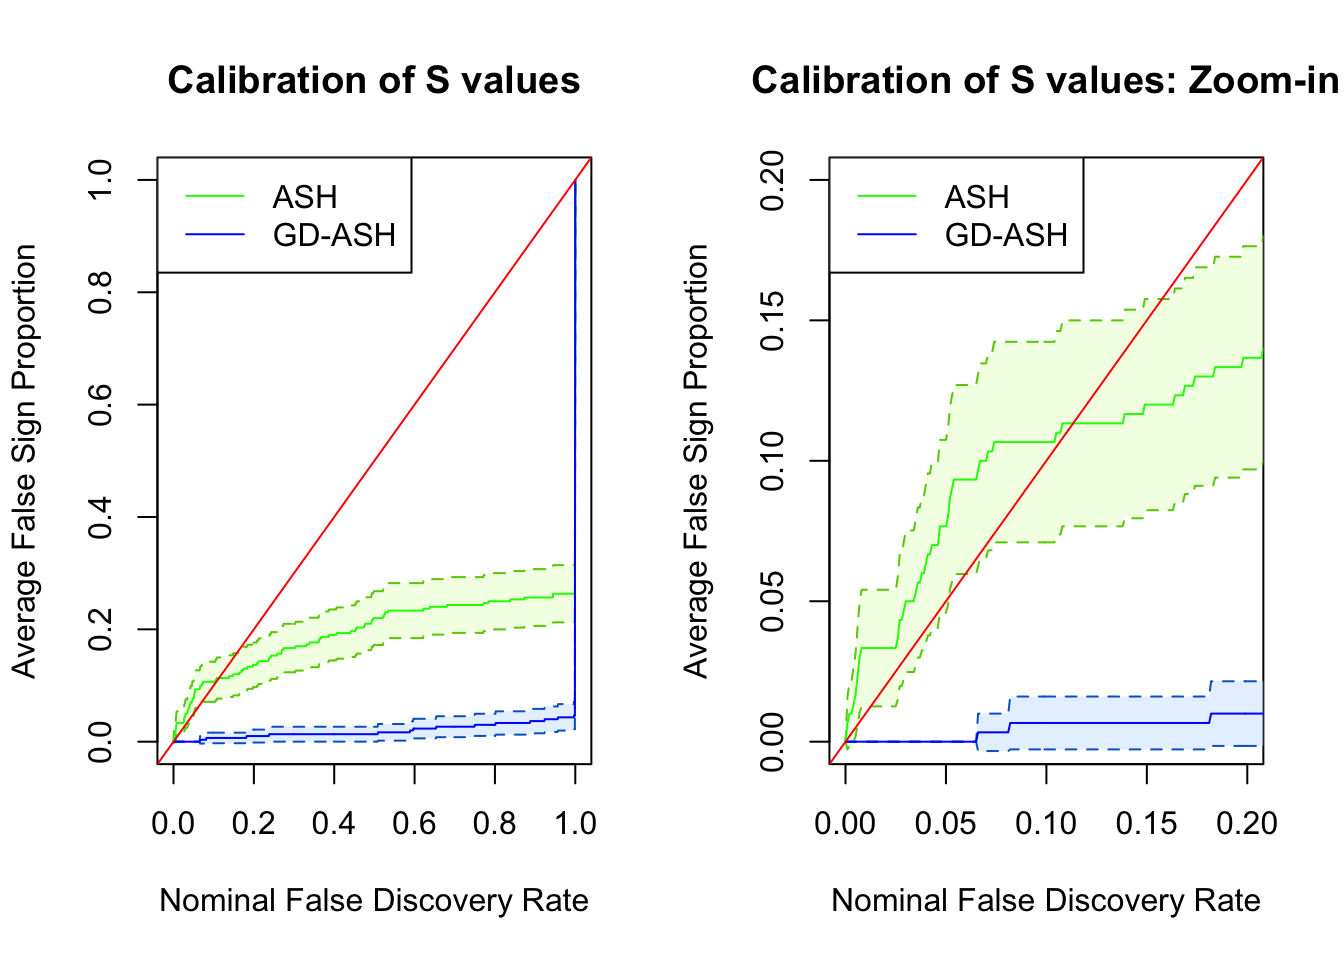 Calibration of S values
ASH
GD-ASH
Average False Sign Proportion
1.0
0.8
0.6
0.4
0.2
0.0
0.0 0.2 0.4 0.6 0.8 1.0
Nominal False Discovery Rate
Calibration of S values: Zoom-in
ASH
GD-ASH
Average False Sign Proportion
0.20
0.15
0.10
0.05
0.00
0.00 0.05 0.10 0.15 0.20
Nominal False Discovery Rate